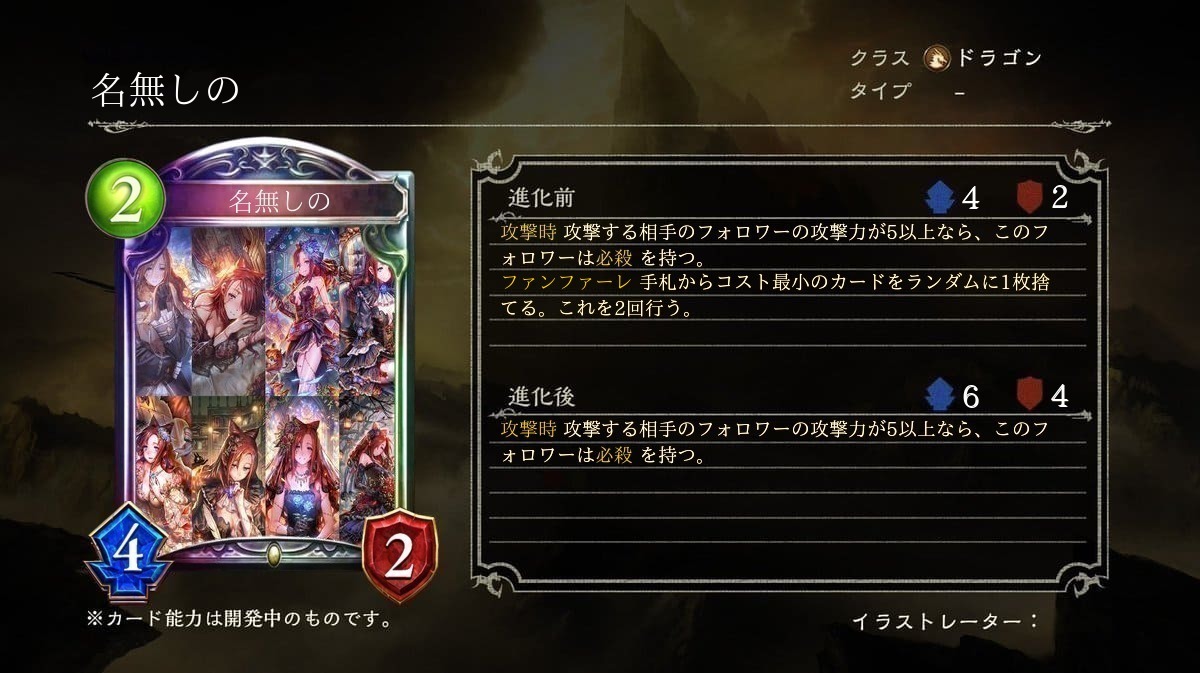 名無しの
クラス ドラゴン
タイプ －
2
名無しの
4
2
※カード能力は開発中のものです。
進化前 4 2
攻撃時 攻撃する相手のフォロワーの攻撃力が5以上なら、このフ
ォロワーは必殺 を持つ。
ファンファーレ 手札からコスト最小のカードをランダムに1枚捨
てる。これを2回行う。
進化後 6 4
攻撃時 攻撃する相手のフォロワーの攻撃力が5以上なら、このフ
ォロワーは必殺 を持つ。
イラストレーター：